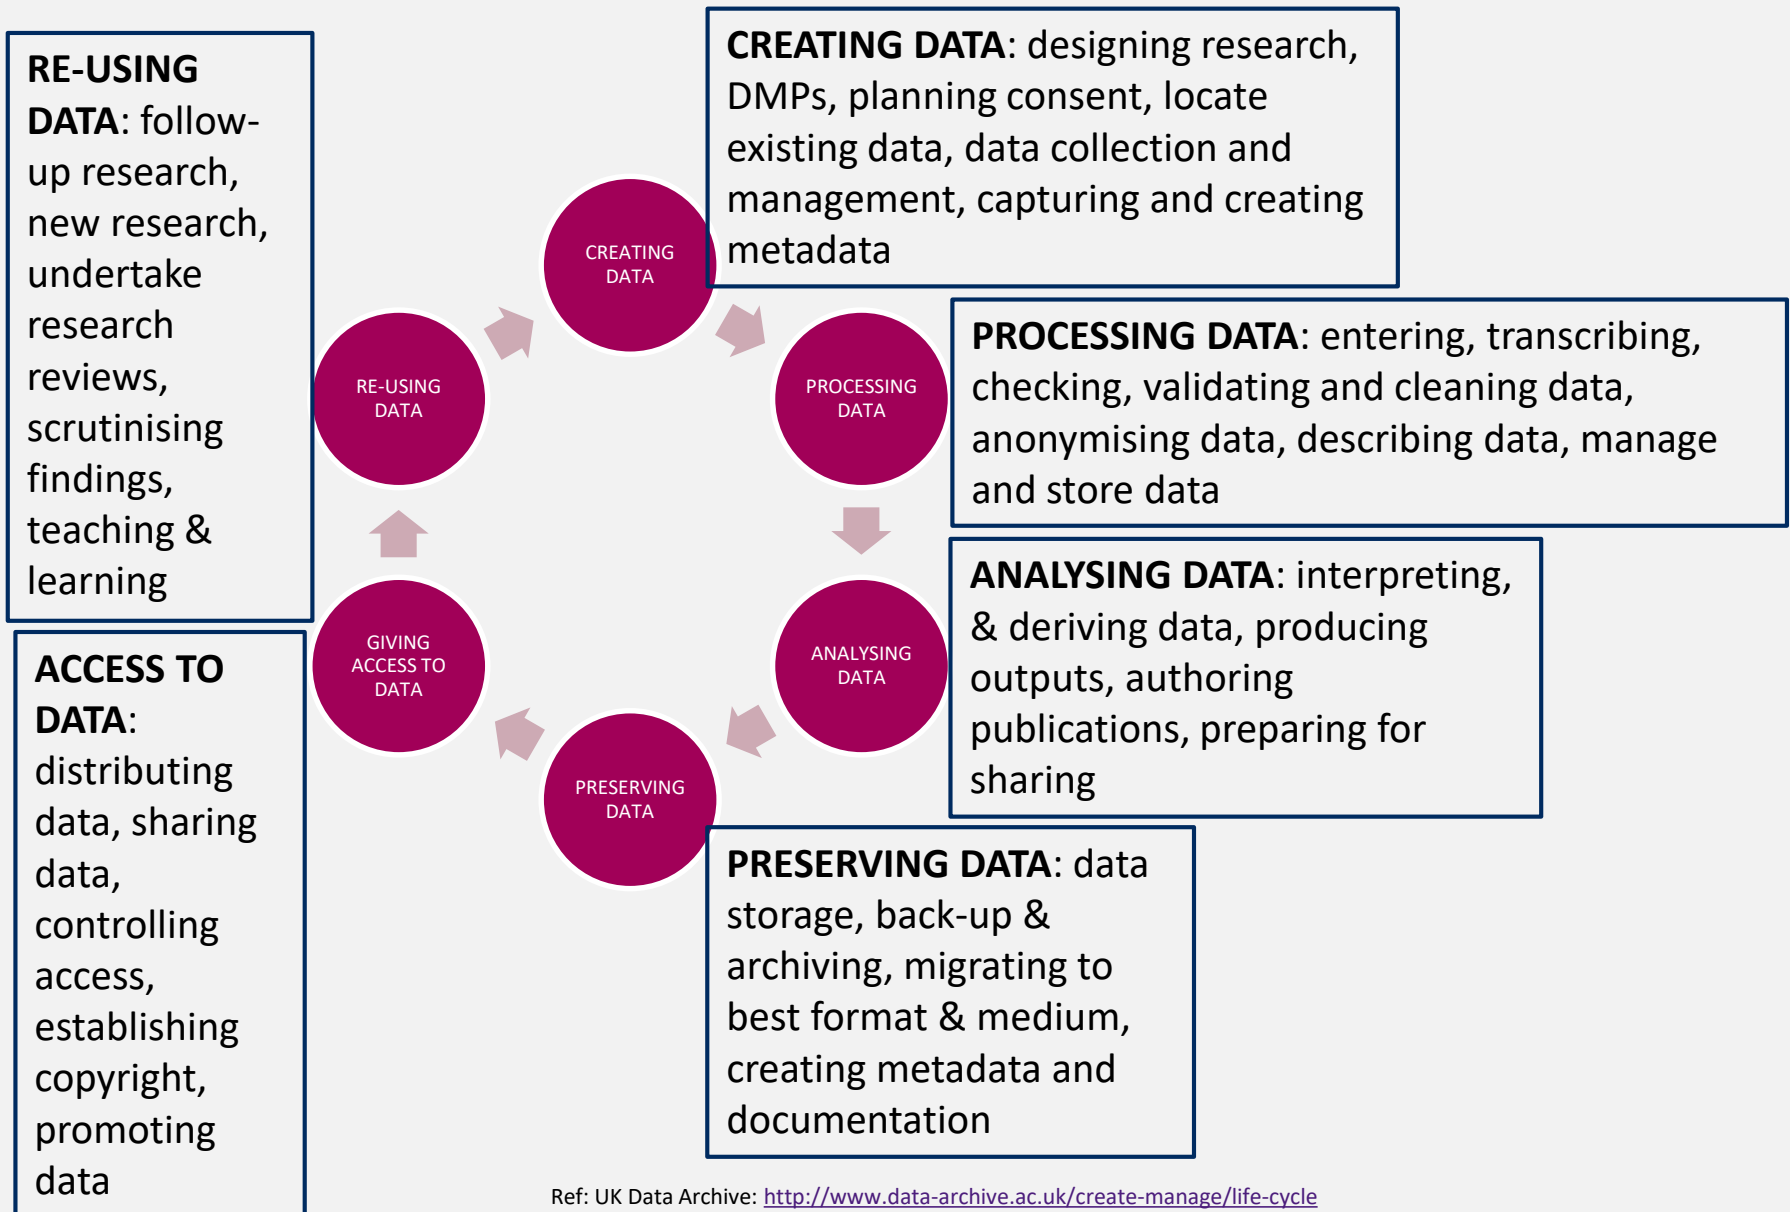 RE-USING
DATA: follow-
up research,
new research,
undertake
research
reviews,
scrutinising
findings,
teaching &
learning
CREATING DATA: designing research,
DMPs, planning consent, locate
existing data, data collection and
management, capturing and creating
metadata
CREATING
DATA
RE-USING
DATA
PROCESSING
DATA
PROCESSING DATA: entering, transcribing,
checking, validating and cleaning data,
anonymising data, describing data, manage
and store data
ANALYSING DATA: interpreting,
& deriving data, producing
outputs, authoring
publications, preparing for
sharing
GIVING
ACCESS TO
DATA
ANALYSING
DATA
ACCESS TO
DATA:
distributing
data, sharing
data,
controlling
access,
establishing
copyright,
promoting
data
PRESERVING
DATA
PRESERVING DATA: data
storage, back-up &
archiving, migrating to
best format & medium,
creating metadata and
documentation
Ref: UK Data Archive: http://www.data-archive.ac.uk/create-manage/life-cycle